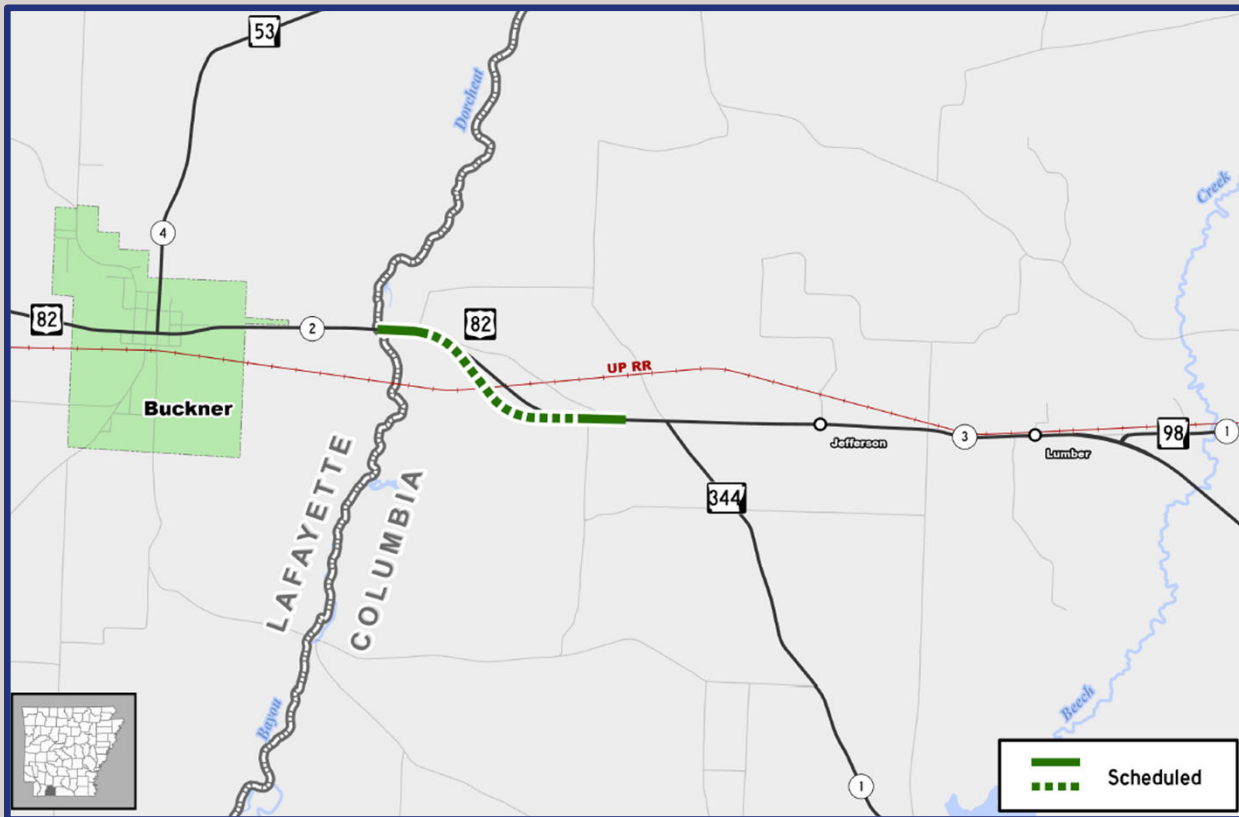 53
Dorcheat
Creek
4
82
2
82
UP RR
Buckner
Jefferson
3
Lumber
98
1
LAFAYETTE
COLUMBIA
344
Bayou
Beech
1
Scheduled